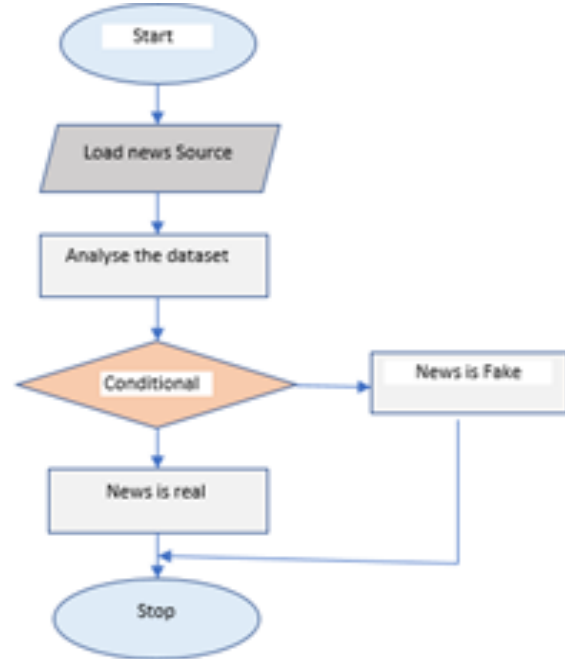 Start
Load news Source
Analyse the dataset
Conditional
News is Fake
News is real
Stop